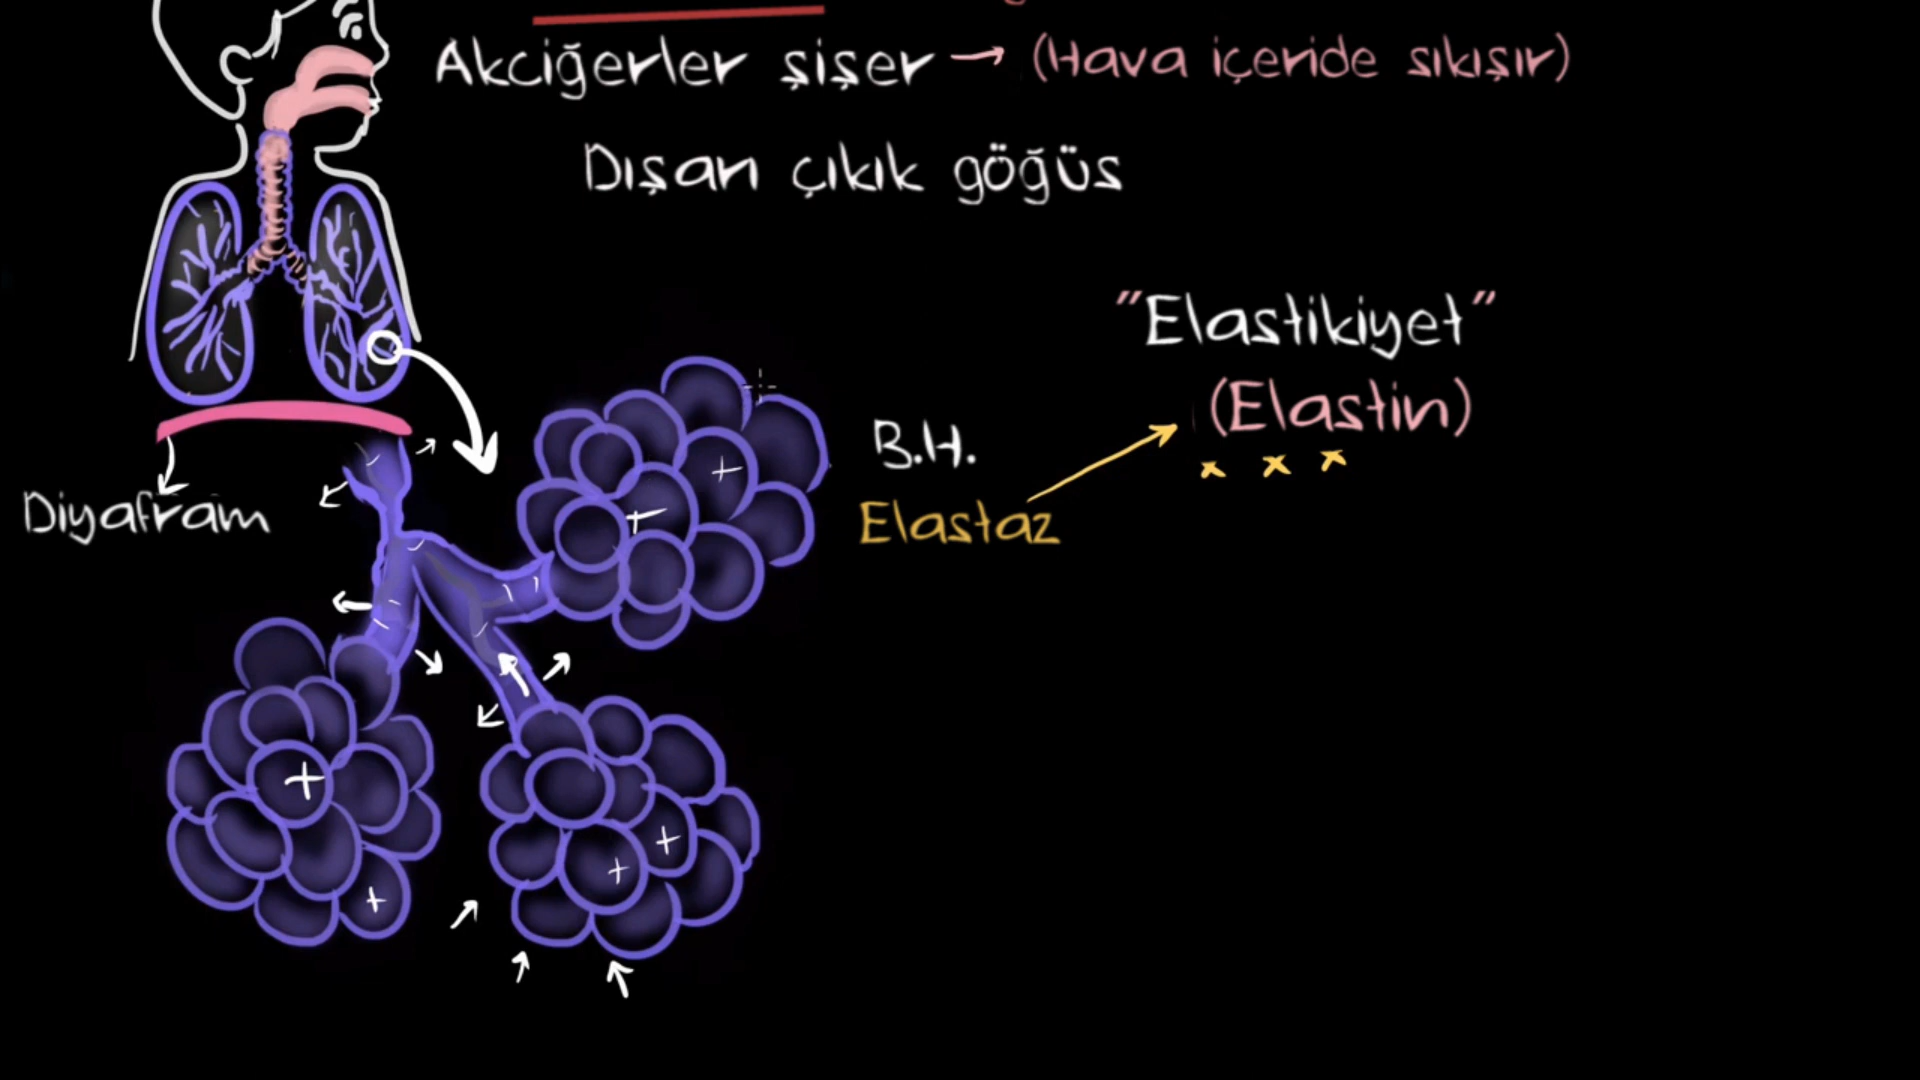 Akciğerler şişer → (Hava içeride sıkışır)
Dışarı çıkık göğüs
"Elastikiyet"
(Elastin)
B.H.
Elastaz
Diyafram